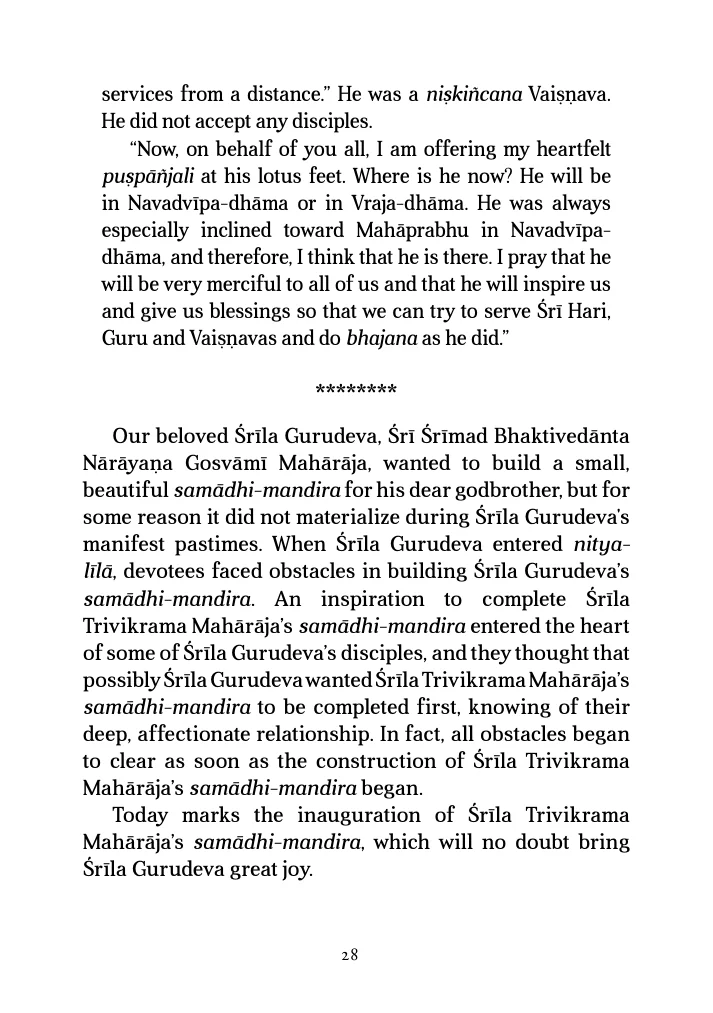 services from a distance.” He was a niṣkiñcana Vaiṣṇava.
He did not accept any disciples.
“Now, on behalf of you all, I am offering my heartfelt
puṣpāñjali at his lotus feet. Where is he now? He will be
in Navadvīpa-dhāma or in Vraja-dhāma. He was always
especially inclined toward Mahāprabhu in Navadvīpa-
dhāma, and therefore, I think that he is there. I pray that he
will be very merciful to all of us and that he will inspire us
and give us blessings so that we can try to serve Śrī Hari,
Guru and Vaiṣṇavas and do bhajana as he did.”
********
Our beloved Śrīla Gurudeva, Śrī Śrīmad Bhaktivedānta
Nārāyaṇa Gosvāmī Mahārāja, wanted to build a small,
beautiful samādhi-mandira for his dear godbrother, but for
some reason it did not materialize during Śrīla Gurudeva’s
manifest pastimes. When Śrīla Gurudeva entered nitya-
līlā, devotees faced obstacles in building Śrīla Gurudeva’s
samādhi-mandira. An inspiration to complete Śrīla
Trivikrama Mahārāja’s samādhi-mandira entered the heart
of some of Śrīla Gurudeva’s disciples, and they thought that
possibly Śrīla Gurudeva wanted Śrīla Trivikrama Mahārāja’s
samādhi-mandira to be completed first, knowing of their
deep, affectionate relationship. In fact, all obstacles began
to clear as soon as the construction of Śrīla Trivikrama
Mahārāja’s samādhi-mandira began.
Today marks the inauguration of Śrīla Trivikrama
Mahārāja’s samādhi-mandira, which will no doubt bring
Śrīla Gurudeva great joy.
28